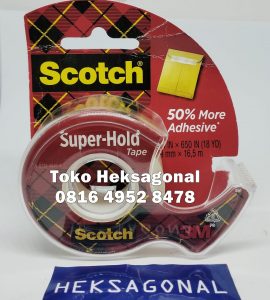 Scotch
50% More
Adhesive*
IN × 650 IN (18 YD)
mm × 16,5 m
Super-Hold
Tape
Toko Heksagonal
0816 4952 8478
Scotch
3M
HEKSAGONAL